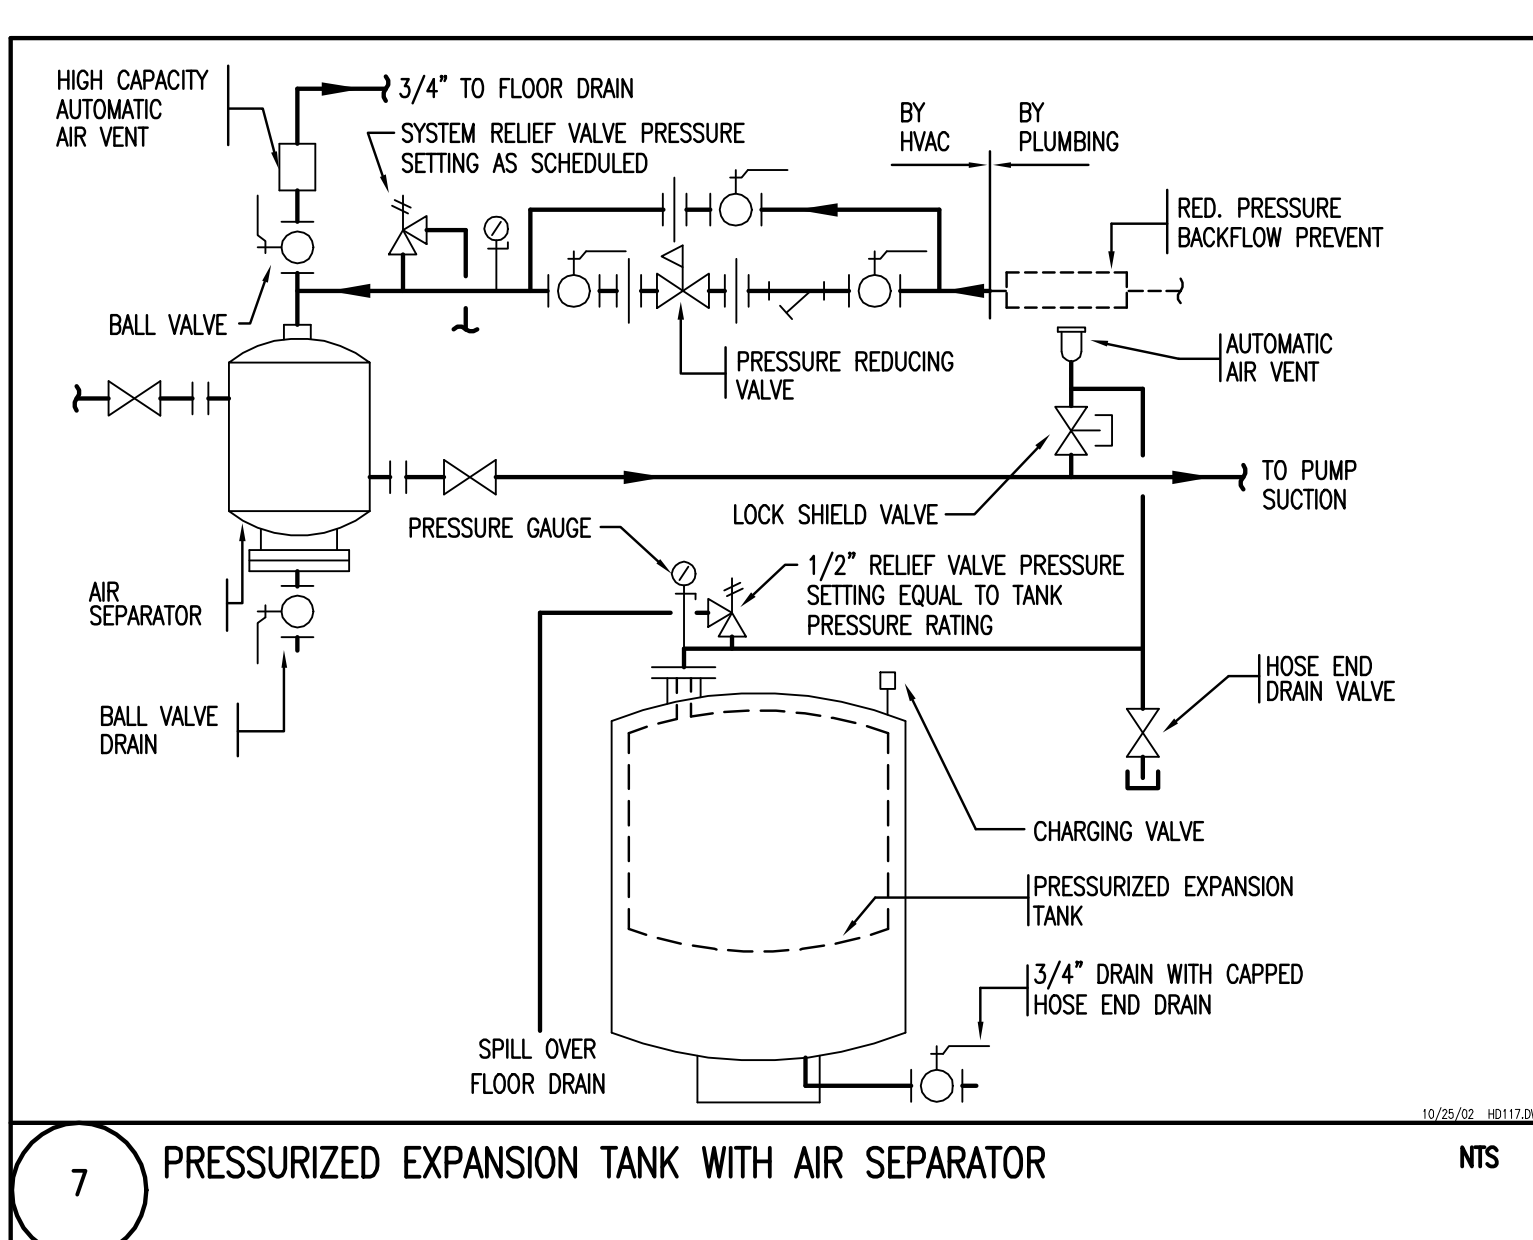 HIGH CAPACITY
AUTOMATIC
AIR VENT
3/4" TO FLOOR DRAIN
SYSTEM RELIEF VALVE PRESSURE
SETTING AS SCHEDULED
BY
HVAC
BY
PLUMBING
RED. PRESSURE
BACKFLOW PREVENT
BALL VALVE
PRESSURE REDUCING
VALVE
AUTOMATIC
AIR VENT
TO PUMP
SUCTION
LOCK SHIELD VALVE
PRESSURE GAUGE
1/2" RELIEF VALVE PRESSURE
SETTING EQUAL TO TANK
PRESSURE RATING
AIR
SEPARATOR
HOSE END
DRAIN VALVE
BALL VALVE
DRAIN
CHARGING VALVE
PRESSURIZED EXPANSION
TANK
3/4" DRAIN WITH CAPPED
HOSE END DRAIN
SPILL OVER
FLOOR DRAIN
10/25/02 HD117.DW
7
PRESSURIZED EXPANSION TANK WITH AIR SEPARATOR
NTS